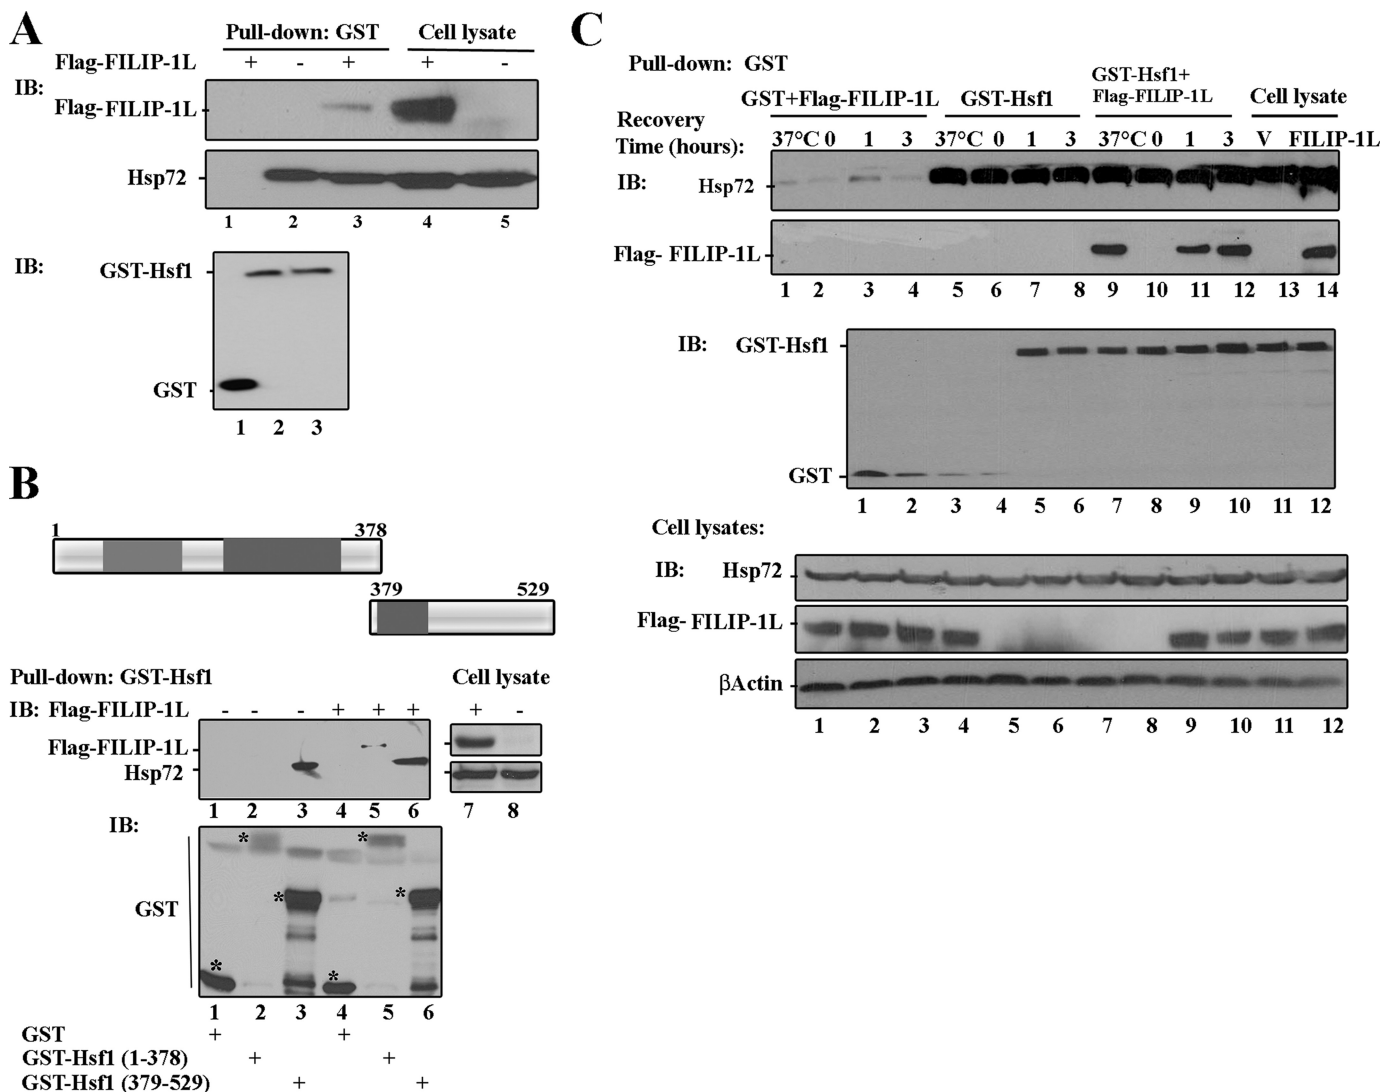 A
Pull-down: GST   Cell lysate
Flag-FILIP-1L   +   -   +   +   -
IB:
Flag-FILIP-1L
Hsp72
1   2   3   4   5
IB:   GST-Hsf1
GST
1   2   3
B
1   378
379   529
Pull-down: GST-Hsf1   Cell lysate
IB: Flag-FILIP-1L   -   -   -   +   +   +   +   -
Flag-FILIP-1L
Hsp72
1   2   3   4   5   6   7   8
IB:
*   *
*   *
GST
*   *
1   2   3   4   5   6
GST   +   +
GST-Hsf1 (1-378)   +   +
GST-Hsf1 (379-529)   +   +
C
Pull-down: GST
GST+Flag-FILIP-1L   GST-Hsf1   GST-Hsf1+
Flag-FILIP-1L   Cell lysate
Recovery
Time (hours):   37°C 0   1   3   37°C 0   1   3   37°C 0   1   3   V   FILIP-1L
IB:   Hsp72
Flag- FILIP-1L
1   2   3   4   5   6   7   8   9   10   11   12   13   14
IB:   GST-Hsf1
GST
1   2   3   4   5   6   7   8   9   10   11   12
Cell lysates:
IB:   Hsp72
Flag- FILIP-1L
βActin
1   2   3   4   5   6   7   8   9   10   11   12